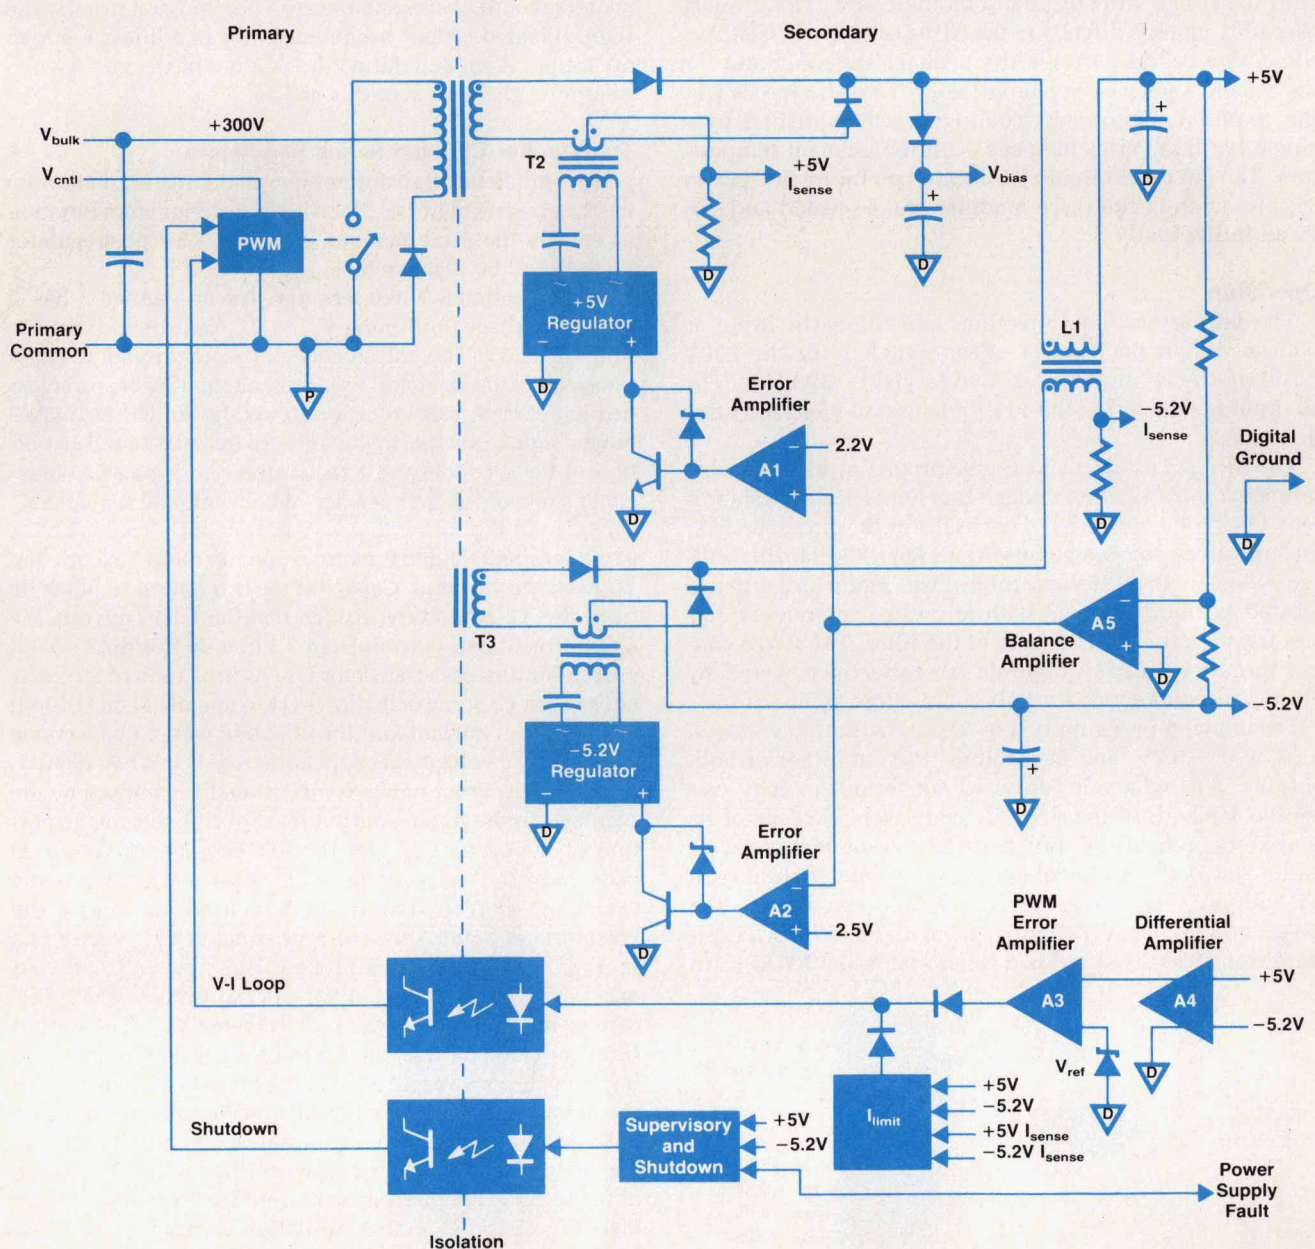 Primary
Secondary
V_bulk
+300V
V_cntl
PWM
Primary
Common
P
T2
+5V
I_sense
D
V_bias
D
+5V
D
~ ~
+5V
Regulator
− +
D
Error
Amplifier
A1
−
+
2.2V
D
L1
−5.2V
I_sense
D
Digital
Ground
D
T3
A5
−
+
Balance
Amplifier
D
−5.2V
+
D
~ ~
−5.2V
Regulator
− +
D
Error
Amplifier
A2
−
+
2.5V
D
PWM
Error
Amplifier
Differential
Amplifier
V-I Loop
A3
A4
+5V
−5.2V
V_ref
D
D
I_limit
+5V
−5.2V
+5V I_sense
−5.2V I_sense
Shutdown
Supervisory
and
Shutdown
+5V
−5.2V
Power
Supply
Fault
Isolation